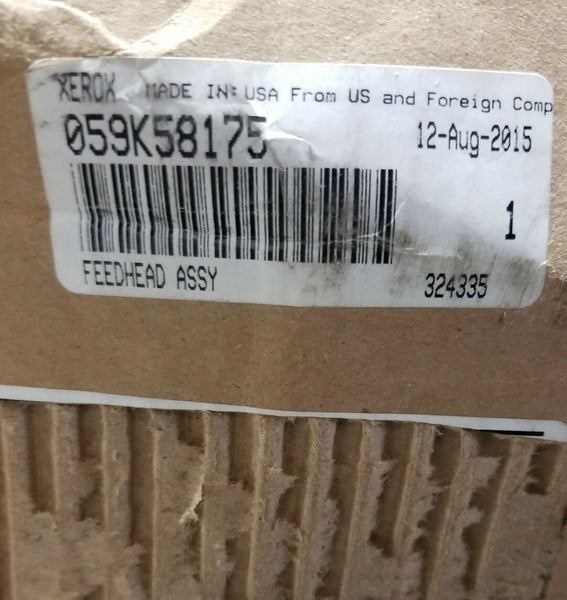 XEROX MADE IN: USA From US and Foreign Comp
059K58175 12-Aug-2015
1
FEEDHEAD ASSY 324335